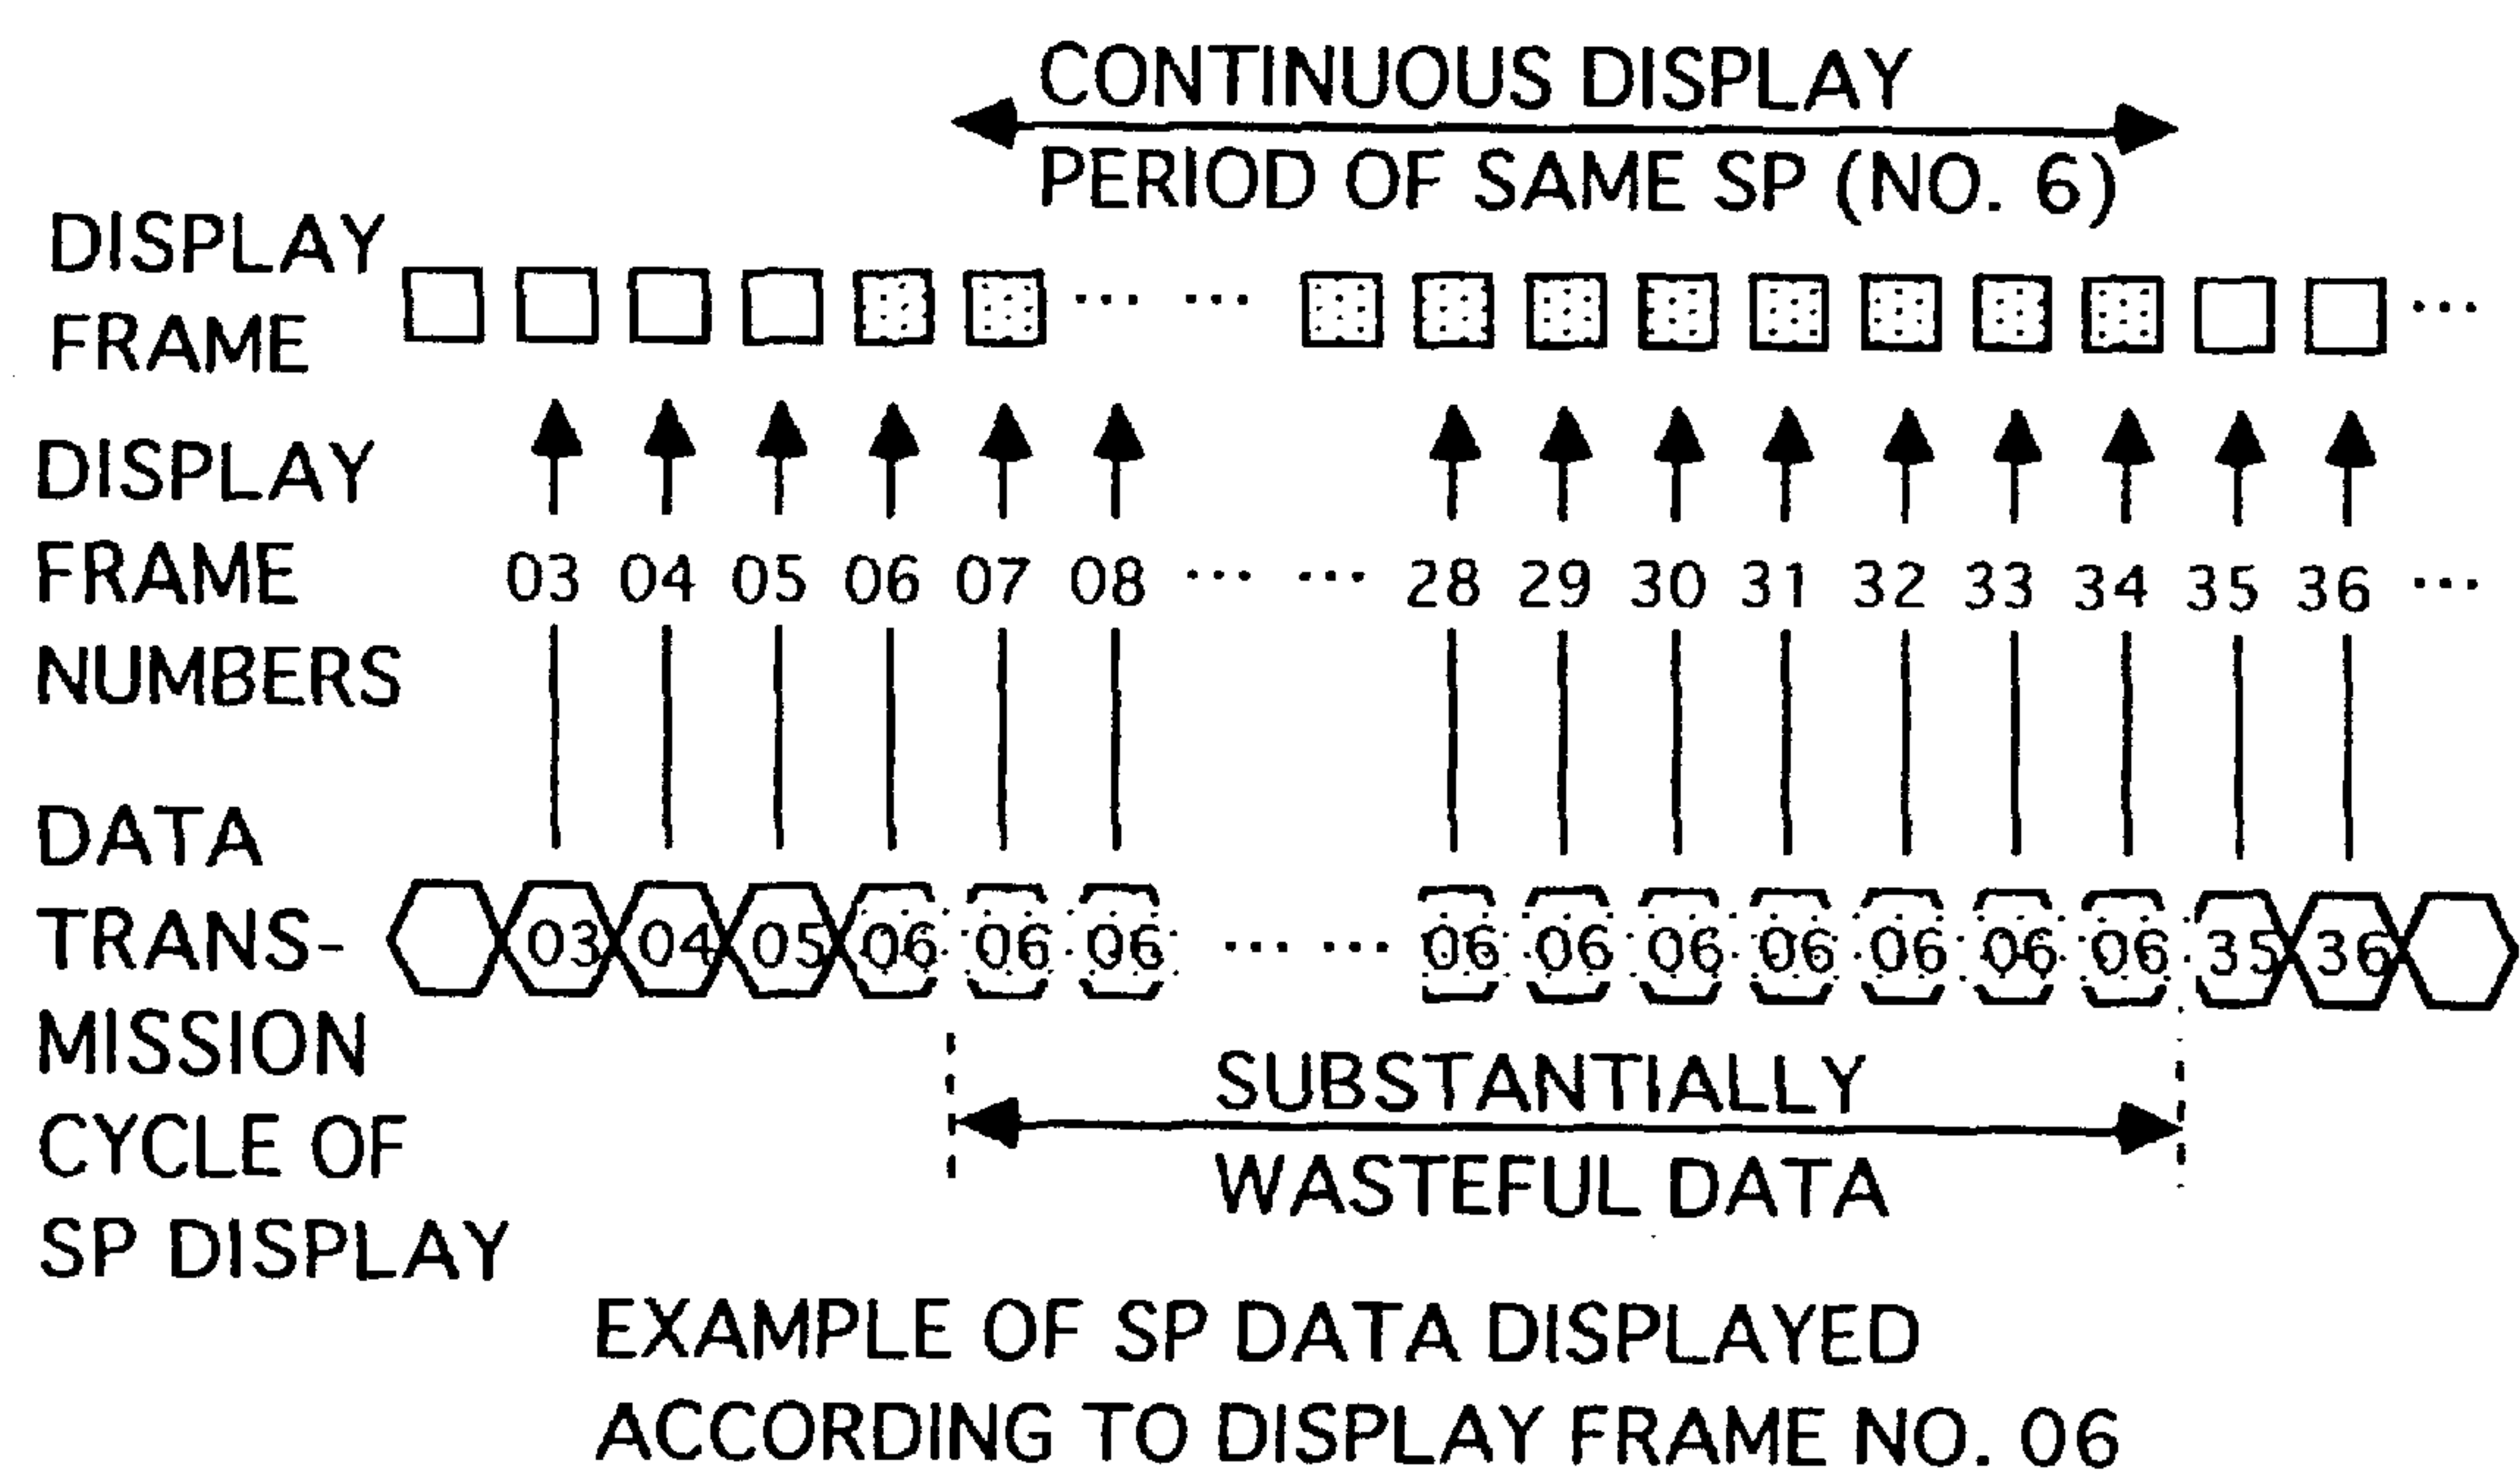 CONTINUOUS DISPLAY
PERIOD OF SAME SP (NO. 6)
DISPLAY
FRAME
... ... ...
DISPLAY
FRAME
NUMBERS
03 04 05 06 07 08 ... ... 28 29 30 31 32 33 34 35 36 ...
DATA
TRANS-
MISSION
CYCLE OF
SP DISPLAY
03 04 05 06 06 06 ... ... 06 06 06 06 06 06 06 35 36
SUBSTANTIALLY
WASTEFUL DATA
EXAMPLE OF SP DATA DISPLAYED
ACCORDING TO DISPLAY FRAME NO. 06